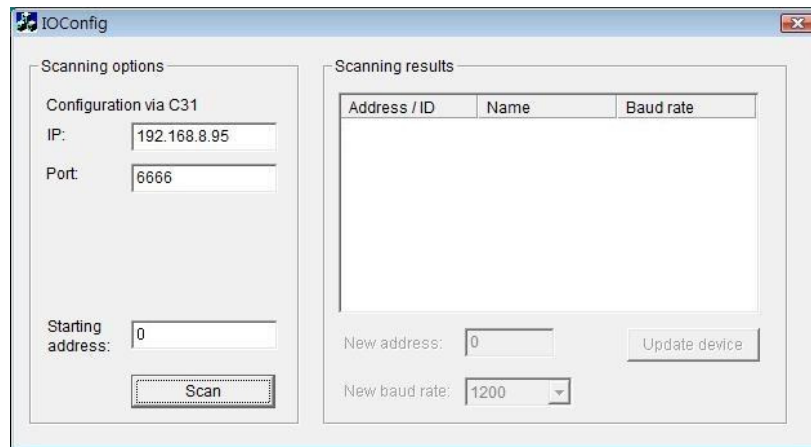 IOConfig
Scanning options
Configuration via C31
IP: 192.168.8.95
Port: 6666
Starting
address: 0
Scan
Scanning results
Address / ID Name Baud rate
New address: 0 Update device
New baud rate: 1200